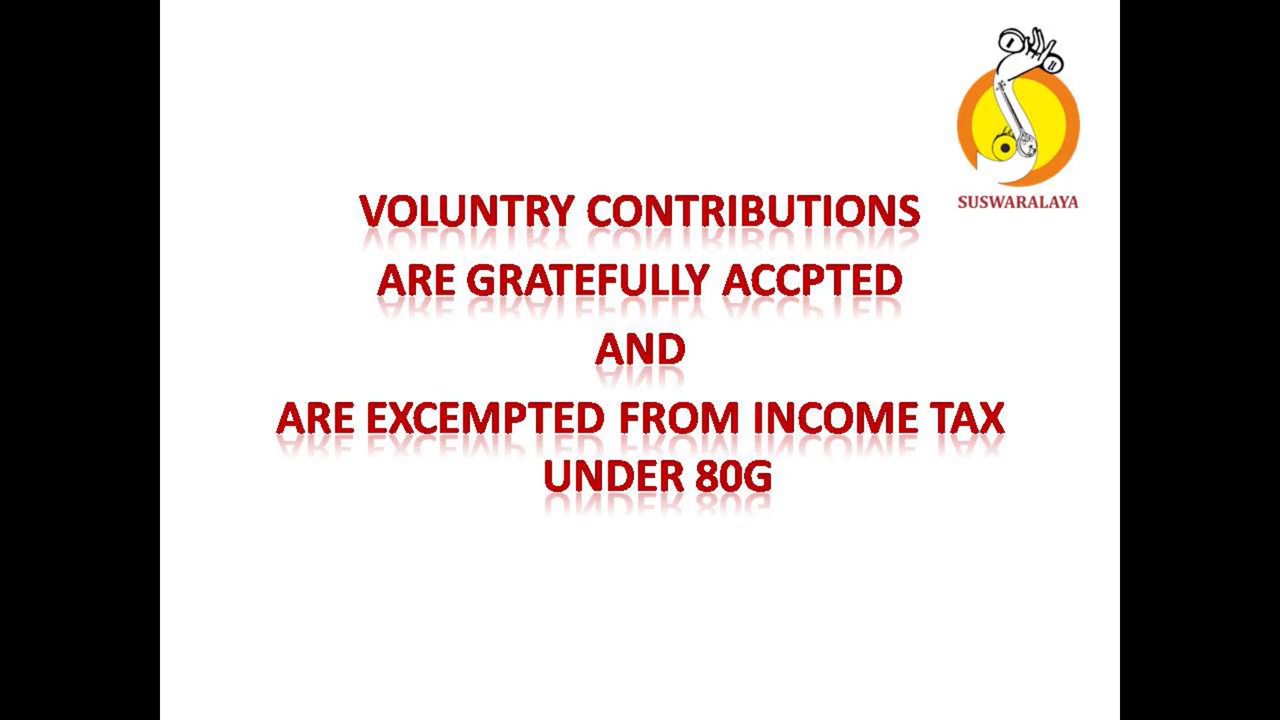 SUSWARALAYA
VOLUNTRY CONTRIBUTIONS
ARE GRATEFULLY ACCPTED
AND
ARE EXCEMPTED FROM INCOME TAX
UNDER 80G